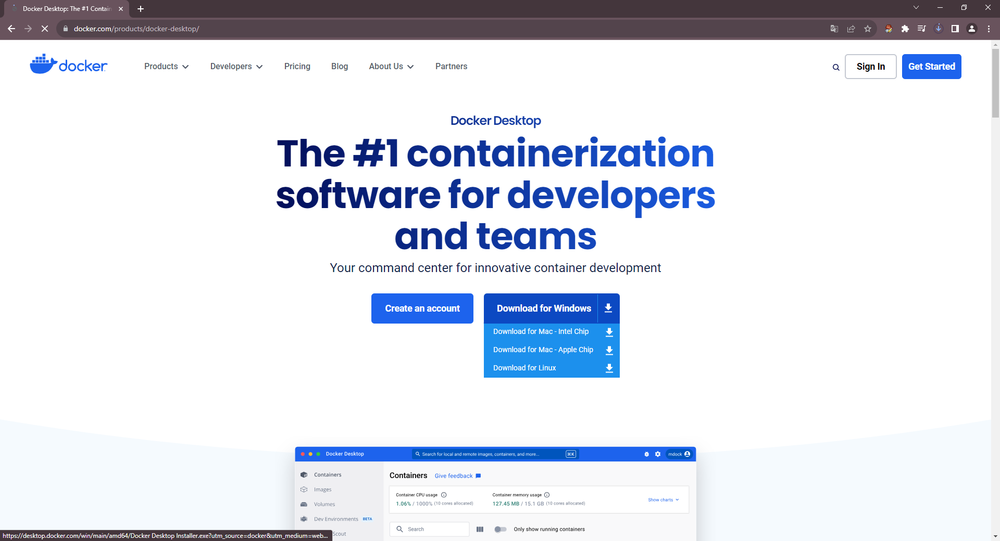 Docker Desktop: The #1 Contain
docker.com/products/docker-desktop/
docker
Products
Developers
Pricing
Blog
About Us
Partners
Sign In
Get Started
Docker Desktop
The #1 containerization
software for developers
and teams
Your command center for innovative container development
Create an account
Download for Windows
Download for Mac - Intel Chip
Download for Mac - Apple Chip
Download for Linux
Docker Desktop
Search for local and remote images, containers, and more...
⌘K
mdock
Containers
Images
Volumes
Dev Environments BETA
Scout
Containers
Give feedback
Container CPU usage
1.06% / 1000% (10 cores allocated)
Container memory usage
127.45 MB / 15.1 GB (10 cores allocated)
Show charts
Search
Only show running containers
https://desktop.docker.com/win/main/amd64/Docker Desktop Installer.exe?utm_source=docker&utm_medium=web...